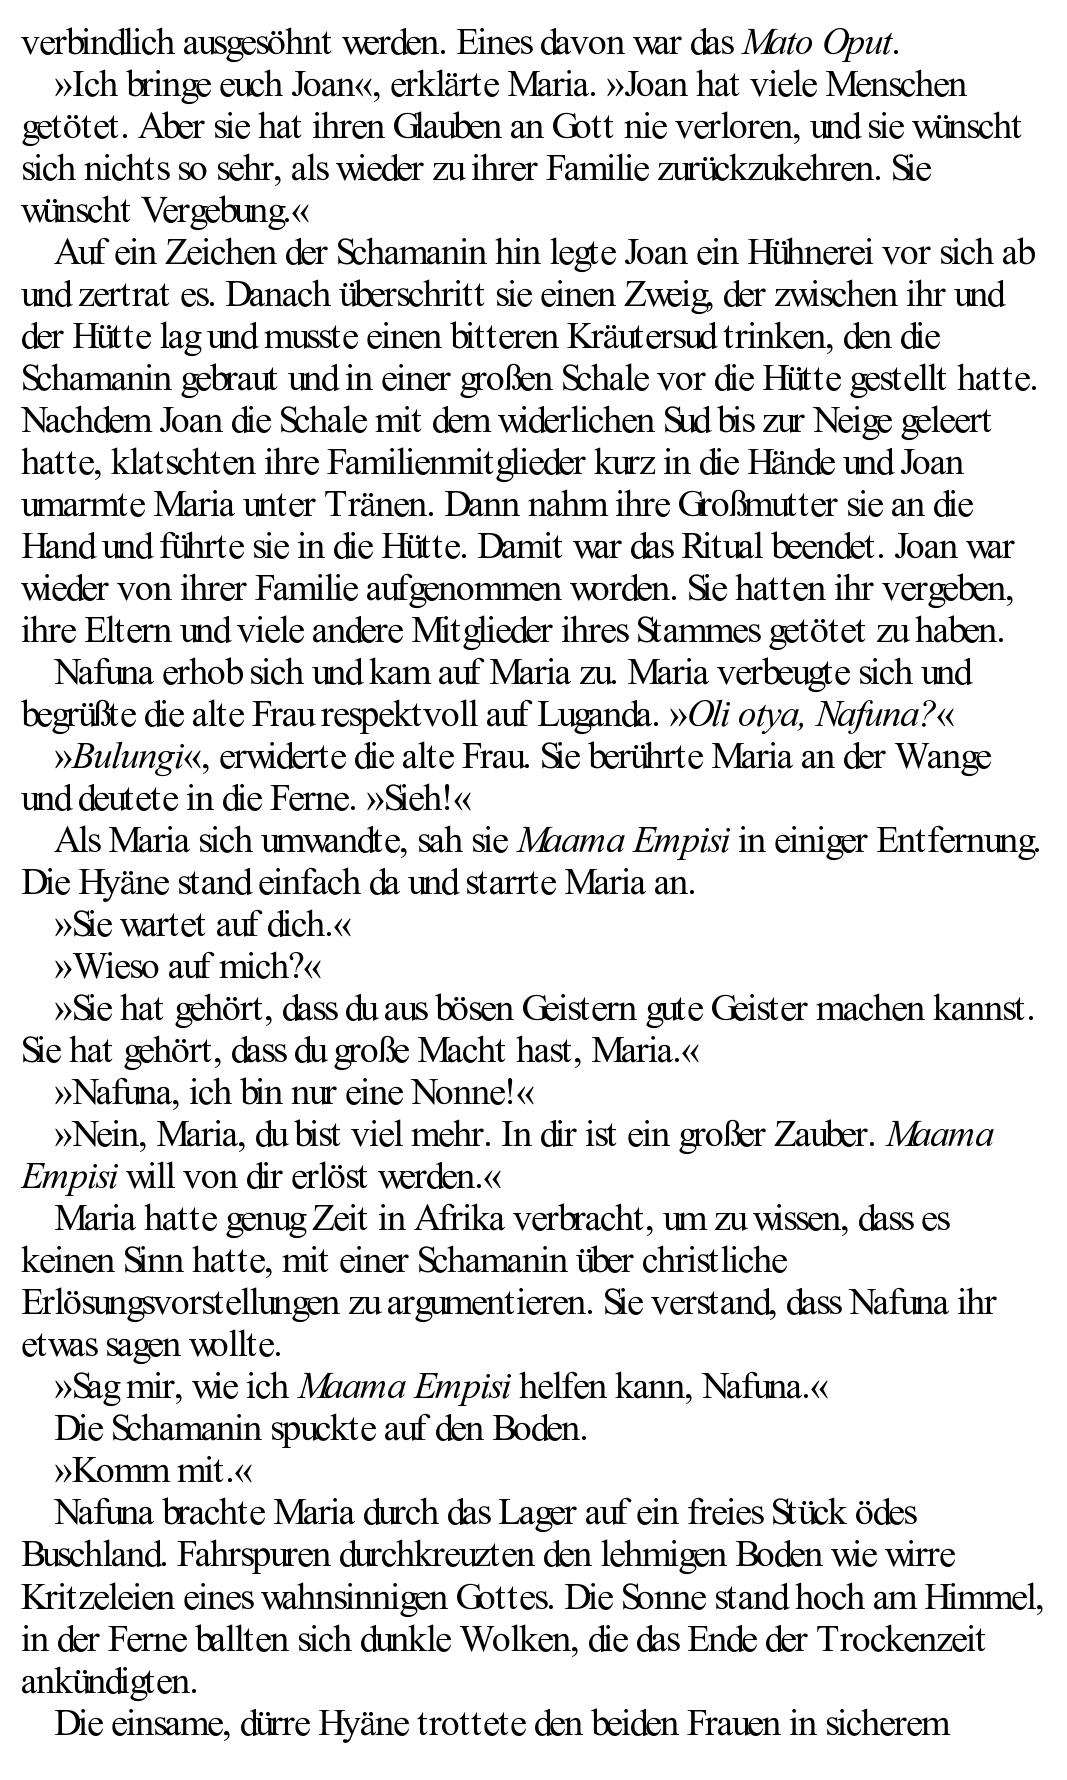 verbindlich ausgesöhnt werden. Eines davon war das Mato Oput.
»Ich bringe euch Joan«, erklärte Maria. »Joan hat viele Menschen
getötet. Aber sie hat ihren Glauben an Gott nie verloren, und sie wünscht
sich nichts so sehr, als wieder zu ihrer Familie zurückzukehren. Sie
wünscht Vergebung.«
Auf ein Zeichen der Schamanin hin legte Joan ein Hühnerei vor sich ab
und zertrat es. Danach überschritt sie einen Zweig, der zwischen ihr und
der Hütte lag und musste einen bitteren Kräutersud trinken, den die
Schamanin gebraut und in einer großen Schale vor die Hütte gestellt hatte.
Nachdem Joan die Schale mit dem widerlichen Sud bis zur Neige geleert
hatte, klatschten ihre Familienmitglieder kurz in die Hände und Joan
umarmte Maria unter Tränen. Dann nahm ihre Großmutter sie an die
Hand und führte sie in die Hütte. Damit war das Ritual beendet. Joan war
wieder von ihrer Familie aufgenommen worden. Sie hatten ihr vergeben,
ihre Eltern und viele andere Mitglieder ihres Stammes getötet zu haben.
Nafuna erhob sich und kam auf Maria zu. Maria verbeugte sich und
begrüßte die alte Frau respektvoll auf Luganda. »Oli otya, Nafuna?«
»Bulungi«, erwiderte die alte Frau. Sie berührte Maria an der Wange
und deutete in die Ferne. »Sieh!«
Als Maria sich umwandte, sah sie Maama Empisi in einiger Entfernung.
Die Hyäne stand einfach da und starrte Maria an.
»Sie wartet auf dich.«
»Wieso auf mich?«
»Sie hat gehört, dass du aus bösen Geistern gute Geister machen kannst.
Sie hat gehört, dass du große Macht hast, Maria.«
»Nafuna, ich bin nur eine Nonne!«
»Nein, Maria, du bist viel mehr. In dir ist ein großer Zauber. Maama
Empisi will von dir erlöst werden.«
Maria hatte genug Zeit in Afrika verbracht, um zu wissen, dass es
keinen Sinn hatte, mit einer Schamanin über christliche
Erlösungsvorstellungen zu argumentieren. Sie verstand, dass Nafuna ihr
etwas sagen wollte.
»Sag mir, wie ich Maama Empisi helfen kann, Nafuna.«
Die Schamanin spuckte auf den Boden.
»Komm mit.«
Nafuna brachte Maria durch das Lager auf ein freies Stück ödes
Buschland. Fahrspuren durchkreuzten den lehmigen Boden wie wirre
Kritzeleien eines wahnsinnigen Gottes. Die Sonne stand hoch am Himmel,
in der Ferne ballten sich dunkle Wolken, die das Ende der Trockenzeit
ankündigten.
Die einsame, dürre Hyäne trottete den beiden Frauen in sicherem